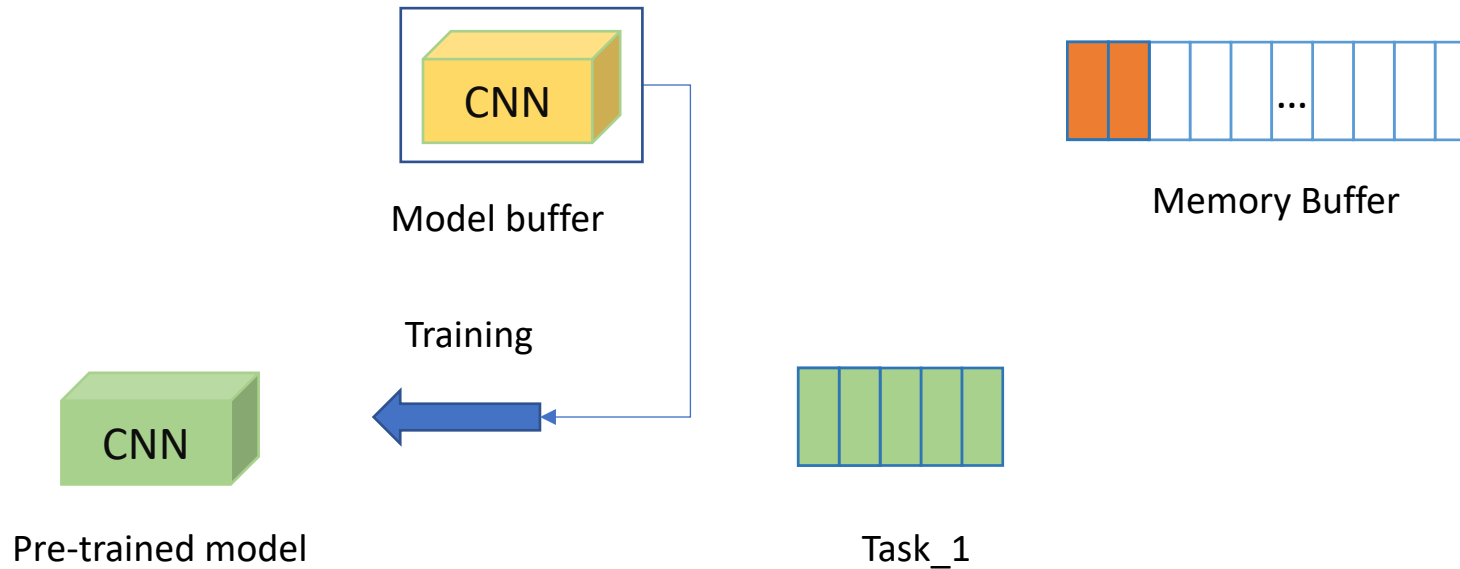 CNN
...
Model buffer
Memory Buffer
Training
CNN
Pre-trained model
Task_1